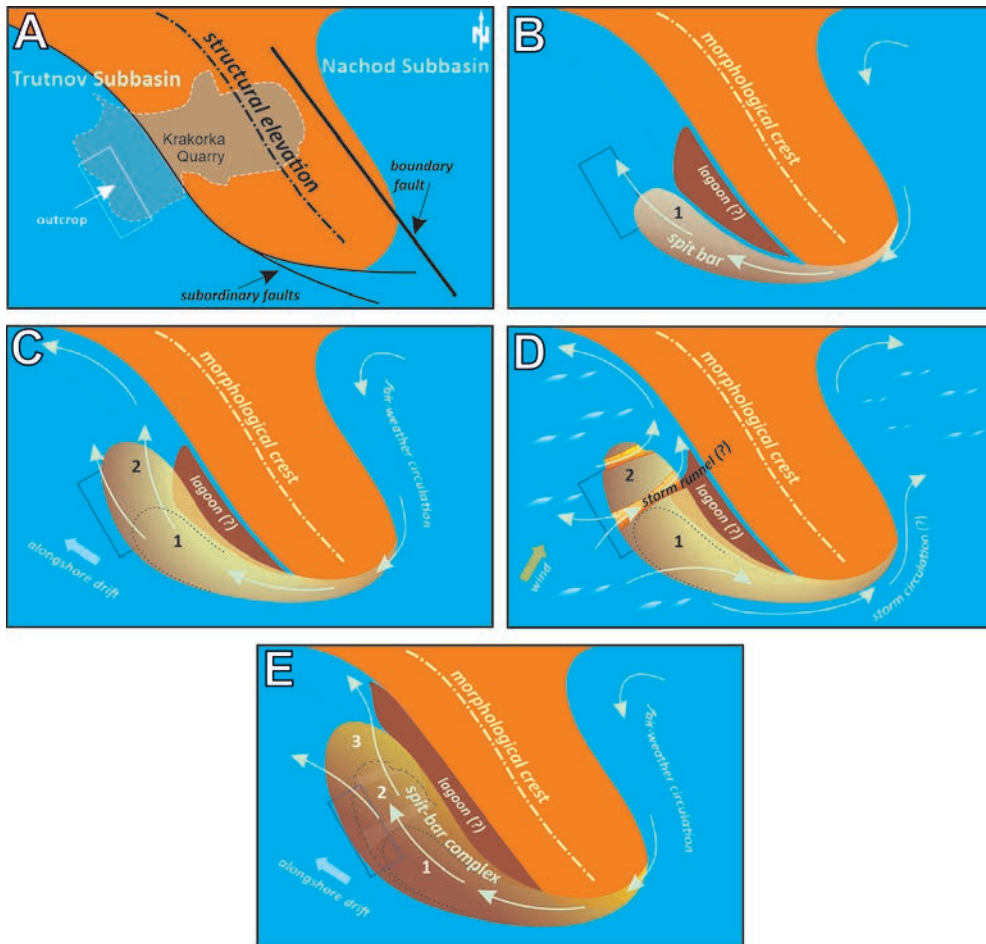 A
N
Trutnov Subbasin
Nachod Subbasin
structural elevation
Krakorka
Quarry
boundary
fault
outcrop
subordinary faults
B
morphological crest
lagoon (?)
1
spit bar
C
morphological crest
fair-weather circulation
2
lagoon (?)
1
alongshore drift
D
morphological crest
2
storm runnel (?)
lagoon (?)
1
wind
storm circulation (?)
E
morphological crest
fair-weather circulation
3
lagoon (?)
2
spit-bar complex
1
alongshore drift